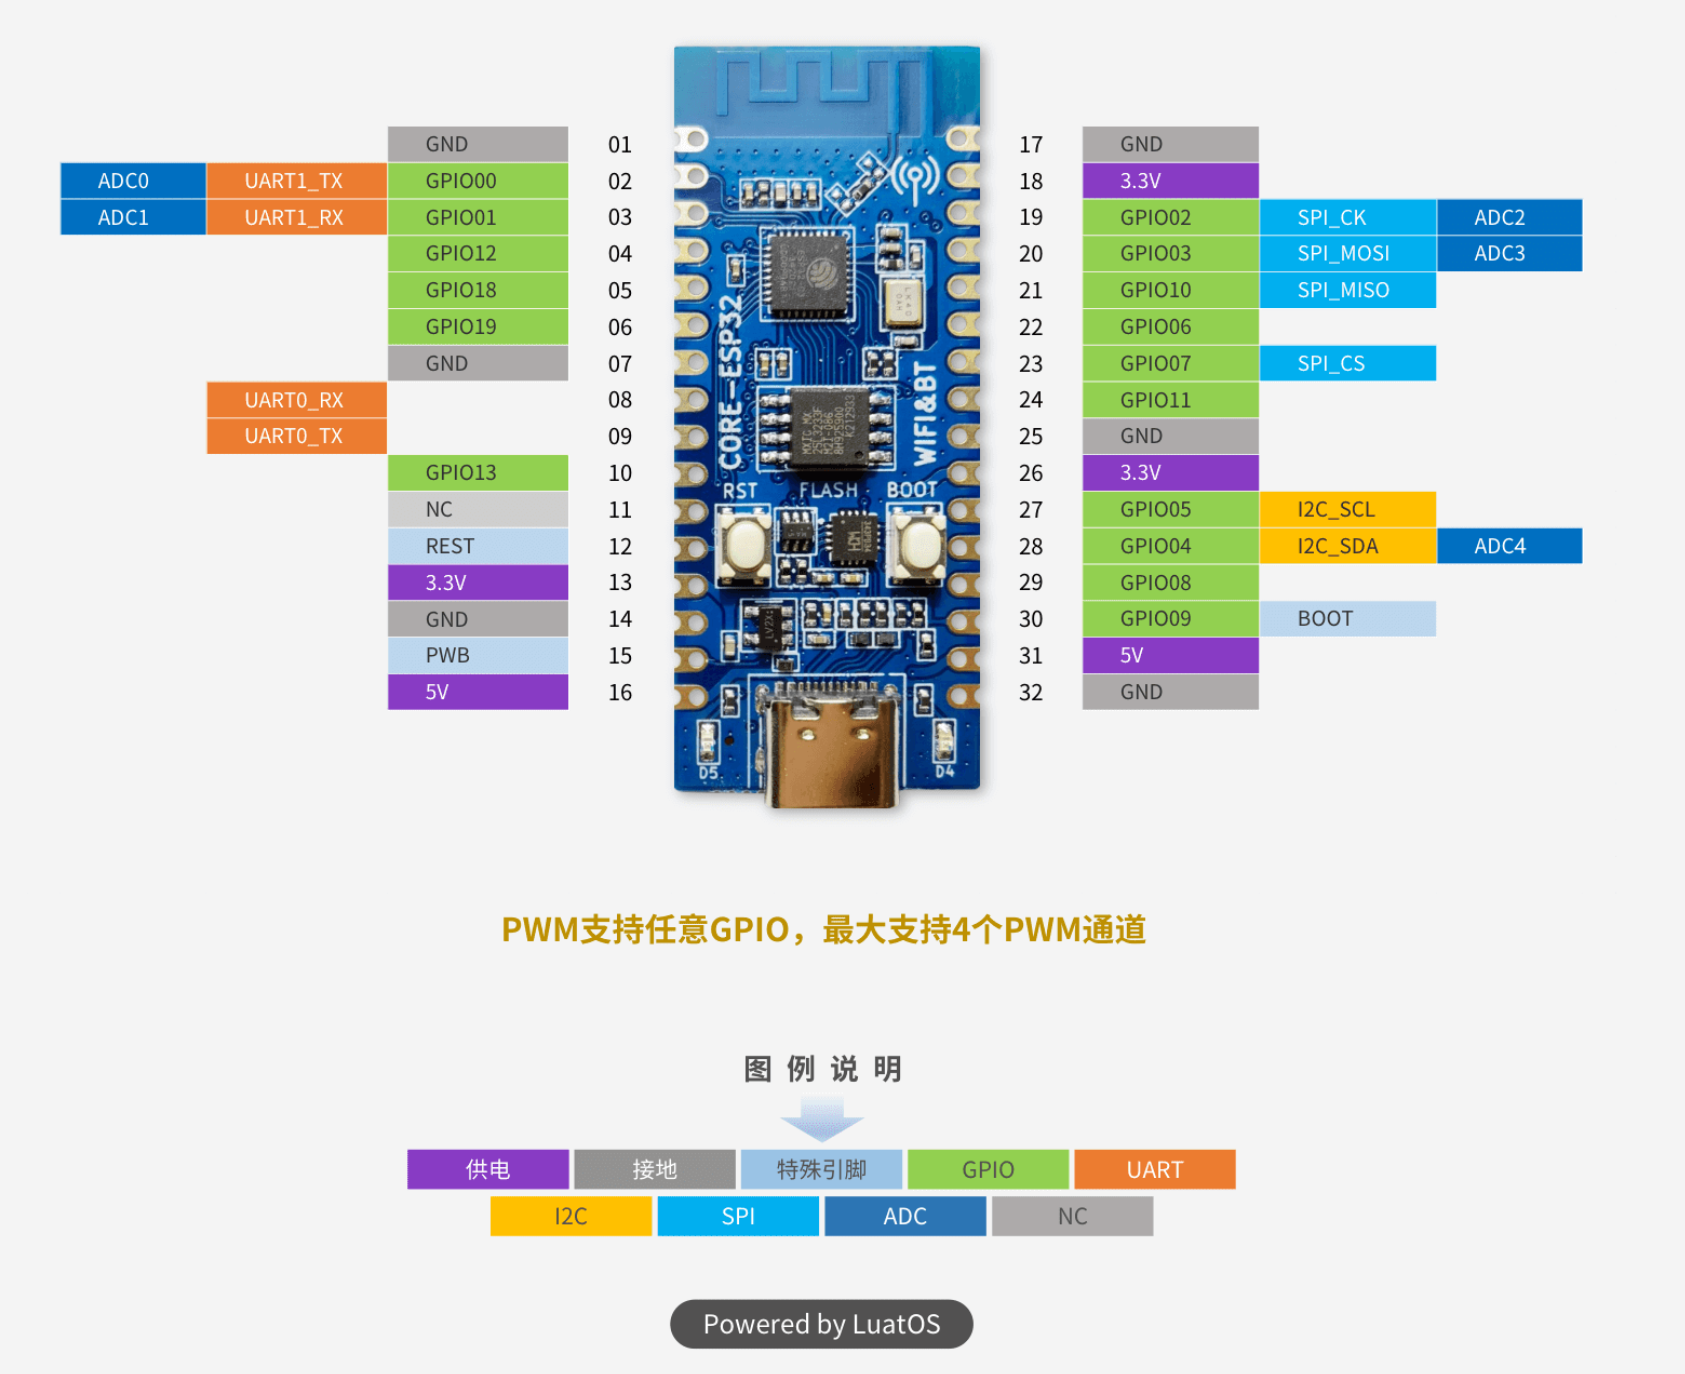 GND 01 17 GND
ADC0 UART1_TX GPIO00 02 18 3.3V
ADC1 UART1_RX GPIO01 03 19 GPIO02 SPI_CK ADC2
GPIO12 04 20 GPIO03 SPI_MOSI ADC3
GPIO18 05 21 GPIO10 SPI_MISO
GPIO19 06 22 GPIO06
GND 07 23 GPIO07 SPI_CS
UART0_RX 08 24 GPIO11
UART0_TX 09 25 GND
GPIO13 10 26 3.3V
NC 11 27 GPIO05 I2C_SCL
REST 12 28 GPIO04 I2C_SDA ADC4
3.3V 13 29 GPIO08
GND 14 30 GPIO09 BOOT
PWB 15 31 5V
5V 16 32 GND
CORE-ESP32
WIFI&BT
MXIC MX
25L3233F
8H925900
K212933
RST FLASH BOOT
LV2X
D5 D4
PWM支持任意GPIO，最大支持4个PWM通道
图例说明
供电 接地 特殊引脚 GPIO UART
I2C SPI ADC NC
Powered by LuatOS